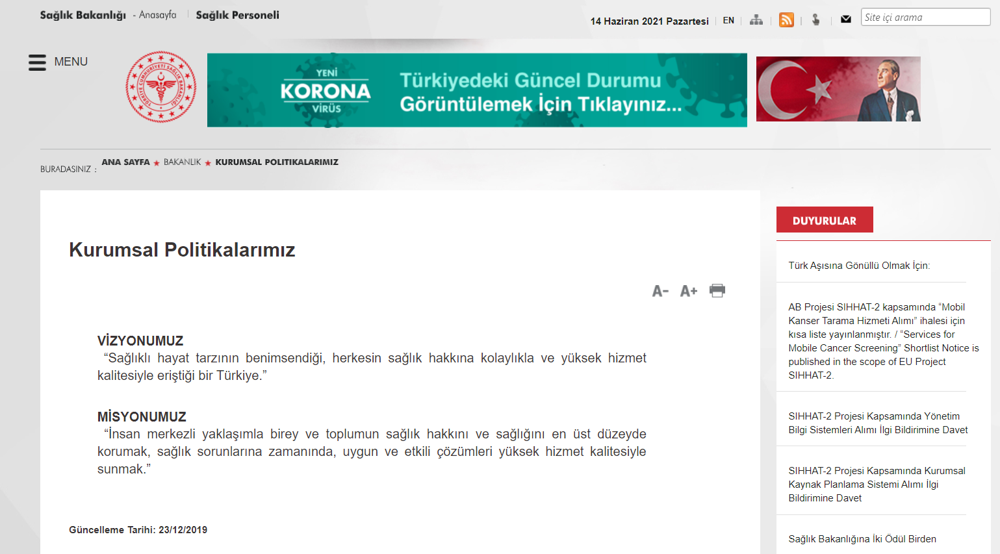 Sağlık Bakanlığı - Anasayfa Sağlık Personeli
14 Haziran 2021 Pazartesi EN Site içi arama
MENU
TÜRKİYE CUMHURİYETİ SAĞLIK BAKANLIĞI
YENİ
KORONA
VİRÜS
Türkiyedeki Güncel Durumu
Görüntülemek İçin Tıklayınız...
BURADASINIZ : ANA SAYFA BAKANLIK KURUMSAL POLITIKALARIMIZ
Kurumsal Politikalarımız
A- A+
VİZYONUMUZ
“Sağlıklı hayat tarzının benimsendiği, herkesin sağlık hakkına kolaylıkla ve yüksek hizmet
kalitesiyle eriştiği bir Türkiye.”
MİSYONUMUZ
“İnsan merkezli yaklaşımla birey ve toplumun sağlık hakkını ve sağlığını en üst düzeyde
korumak, sağlık sorunlarına zamanında, uygun ve etkili çözümleri yüksek hizmet kalitesiyle
sunmak.”
Güncelleme Tarihi: 23/12/2019
DUYURULAR
Türk Aşısına Gönüllü Olmak İçin:
AB Projesi SIHHAT-2 kapsamında “Mobil
Kanser Tarama Hizmeti Alımı” ihalesi için
kısa liste yayınlanmıştır. / “Services for
Mobile Cancer Screening” Shortlist Notice is
published in the scope of EU Project
SIHHAT-2.
SIHHAT-2 Projesi Kapsamında Yönetim
Bilgi Sistemleri Alımı İlgi Bildirimine Davet
SIHHAT-2 Projesi Kapsamında Kurumsal
Kaynak Planlama Sistemi Alımı İlgi
Bildirimine Davet
Sağlık Bakanlığına İki Ödül Birden